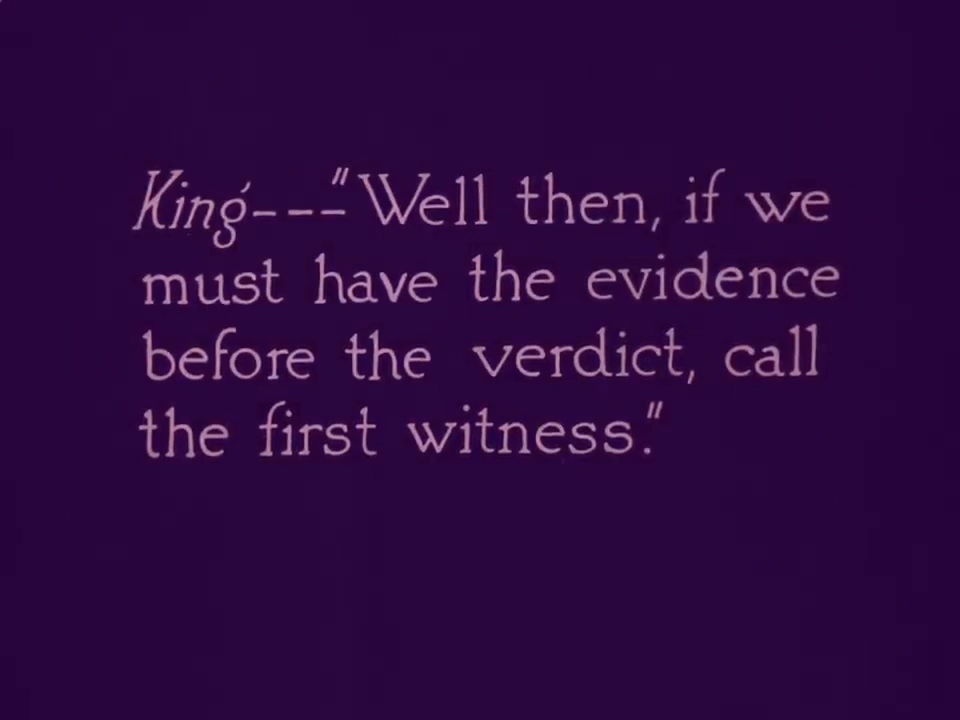 King---"Well then, if we
must have the evidence
before the verdict, call
the first witness."